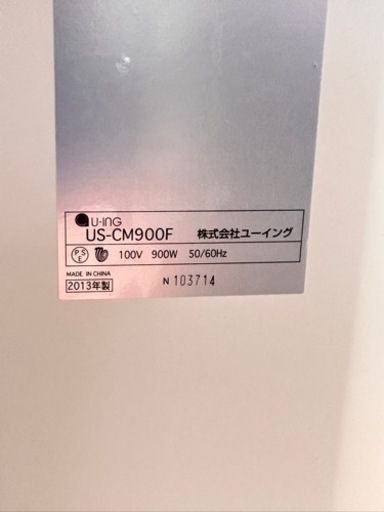 U-ING
US-CM900F 株式会社ユーイング
PSE 100V 900W 50/60Hz
MADE IN CHINA
2013年製 N 103714